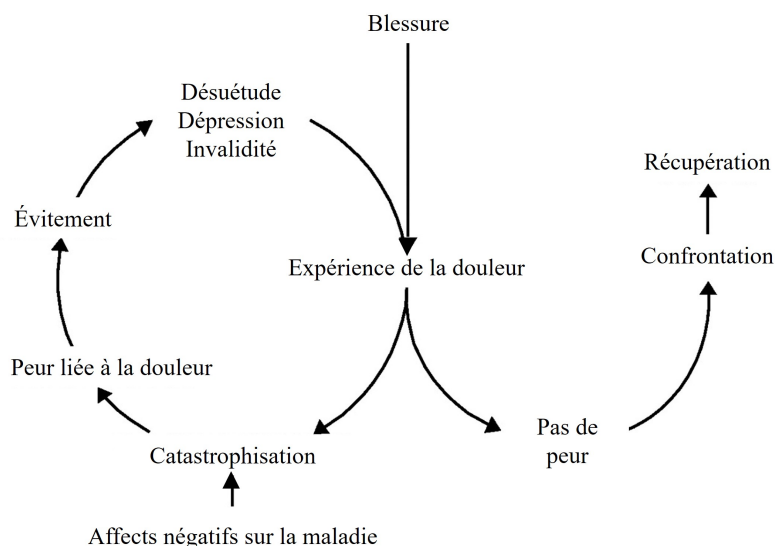 Blessure
Désuétude
Dépression
Invalidité
Récupération
Évitement
Confrontation
Expérience de la douleur
Peur liée à la douleur
Pas de
peur
Catastrophisation
Affects négatifs sur la maladie